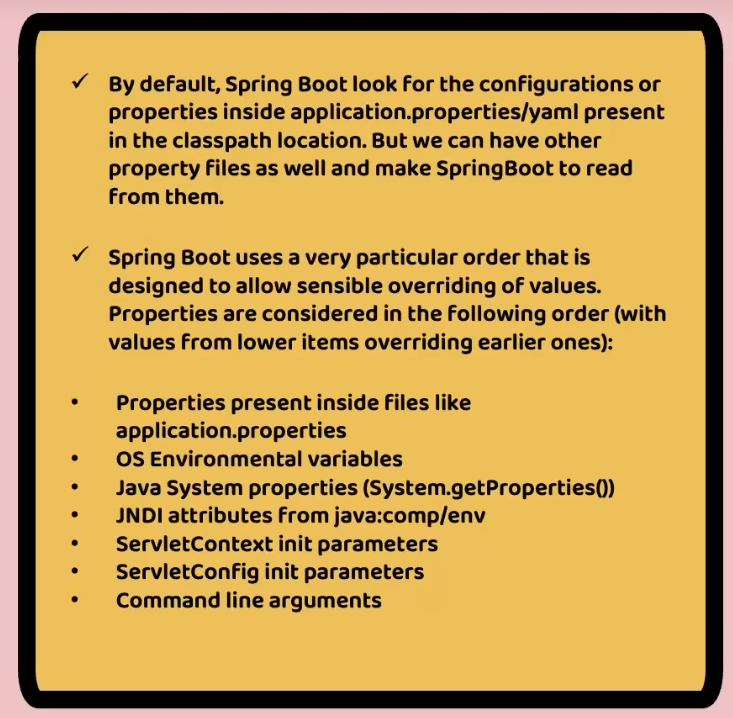 ✓ By default, Spring Boot look for the configurations or
properties inside application.properties/yaml present
in the classpath location. But we can have other
property files as well and make SpringBoot to read
from them.
✓ Spring Boot uses a very particular order that is
designed to allow sensible overriding of values.
Properties are considered in the following order (with
values from lower items overriding earlier ones):
• Properties present inside files like
application.properties
• OS Environmental variables
• Java System properties (System.getProperties())
• JNDI attributes from java:comp/env
• ServletContext init parameters
• ServletConfig init parameters
• Command line arguments